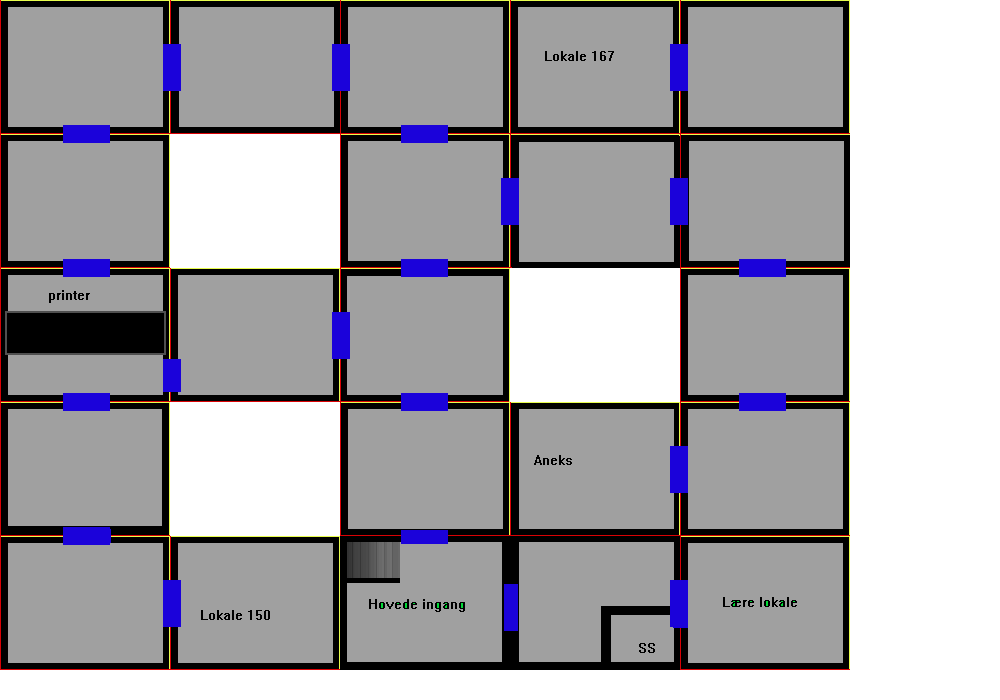 Lokale 167
printer
Aneks
Lokale 150
Hovede ingang
SS
Lære lokale